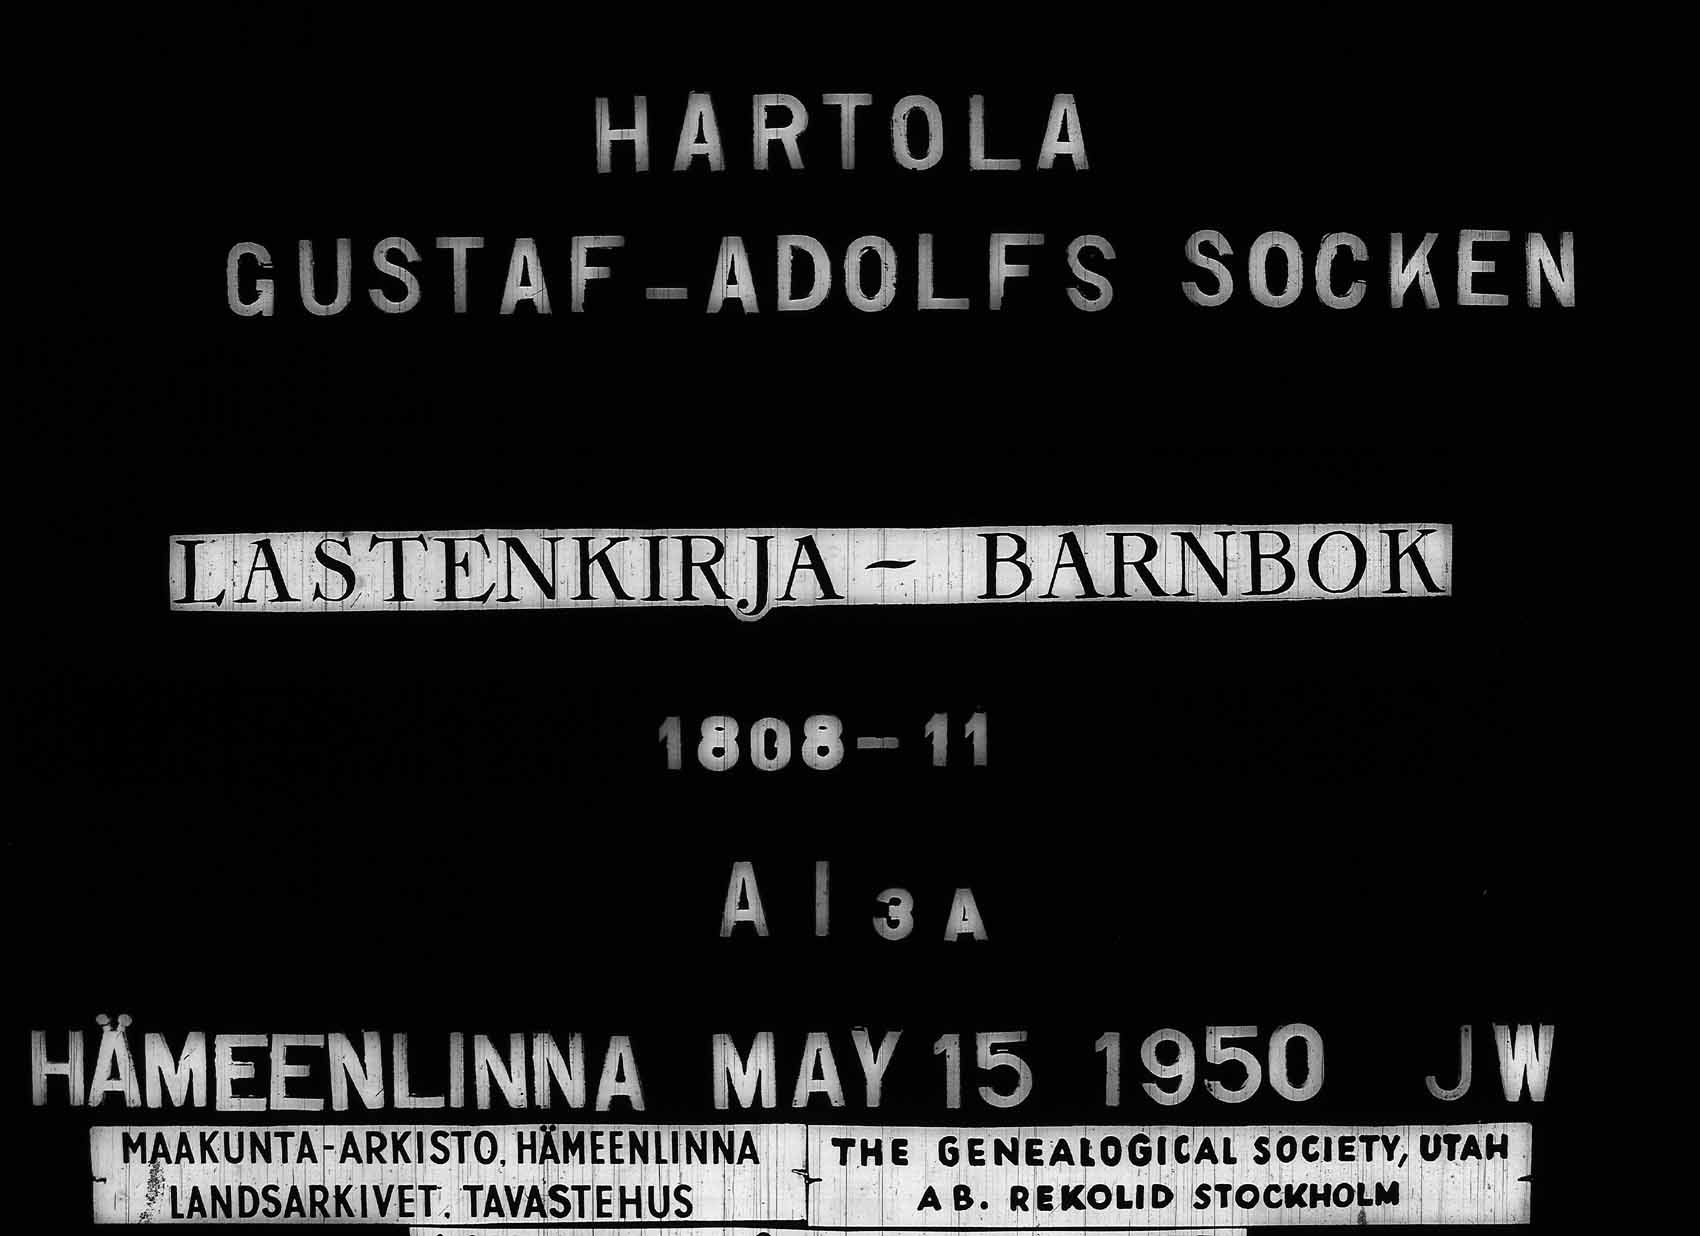 HARTOLA
GUSTAF-ADOLFS SOCKEN
LASTENKIRJA - BARNBOK
1808-11
A I 3A
HÄMEENLINNA MAY 15 1950 JW
MAAKUNTA-ARKISTO, HÄMEENLINNA
LANDSARKIVET. TAVASTEHUS
THE GENEALOGICAL SOCIETY, UTAH
AB. REKOLID STOCKHOLM